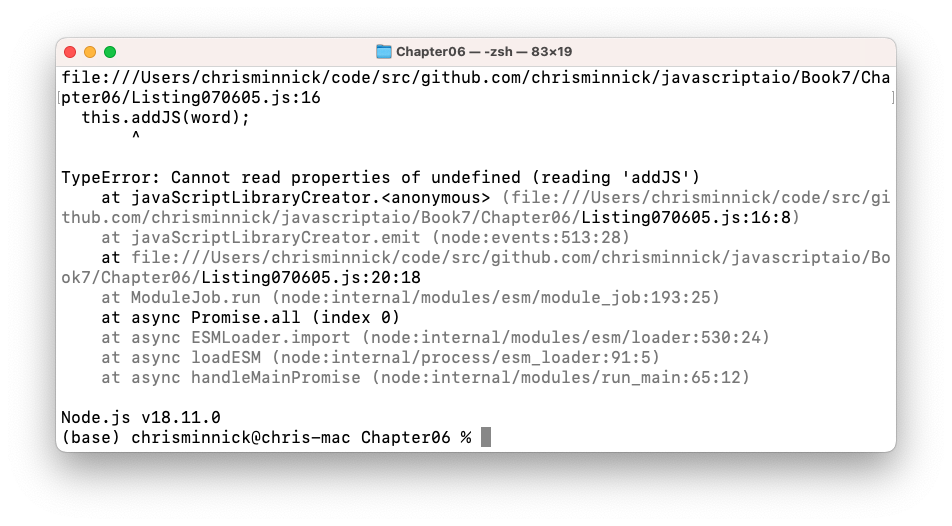 Chapter06 — -zsh — 83×19
file:///Users/chrisminnick/code/src/github.com/chrisminnick/javascriptaio/Book7/Cha
pter06/Listing070605.js:16
  this.addJS(word);
       ^
TypeError: Cannot read properties of undefined (reading 'addJS')
    at javaScriptLibraryCreator.<anonymous> (file:///Users/chrisminnick/code/src/gi
thub.com/chrisminnick/javascriptaio/Book7/Chapter06/Listing070605.js:16:8)
    at javaScriptLibraryCreator.emit (node:events:513:28)
    at file:///Users/chrisminnick/code/src/github.com/chrisminnick/javascriptaio/Bo
ok7/Chapter06/Listing070605.js:20:18
    at ModuleJob.run (node:internal/modules/esm/module_job:193:25)
    at async Promise.all (index 0)
    at async ESMLoader.import (node:internal/modules/esm/loader:530:24)
    at async loadESM (node:internal/process/esm_loader:91:5)
    at async handleMainPromise (node:internal/modules/run_main:65:12)
Node.js v18.11.0
(base) chrisminnick@chris-mac Chapter06 %